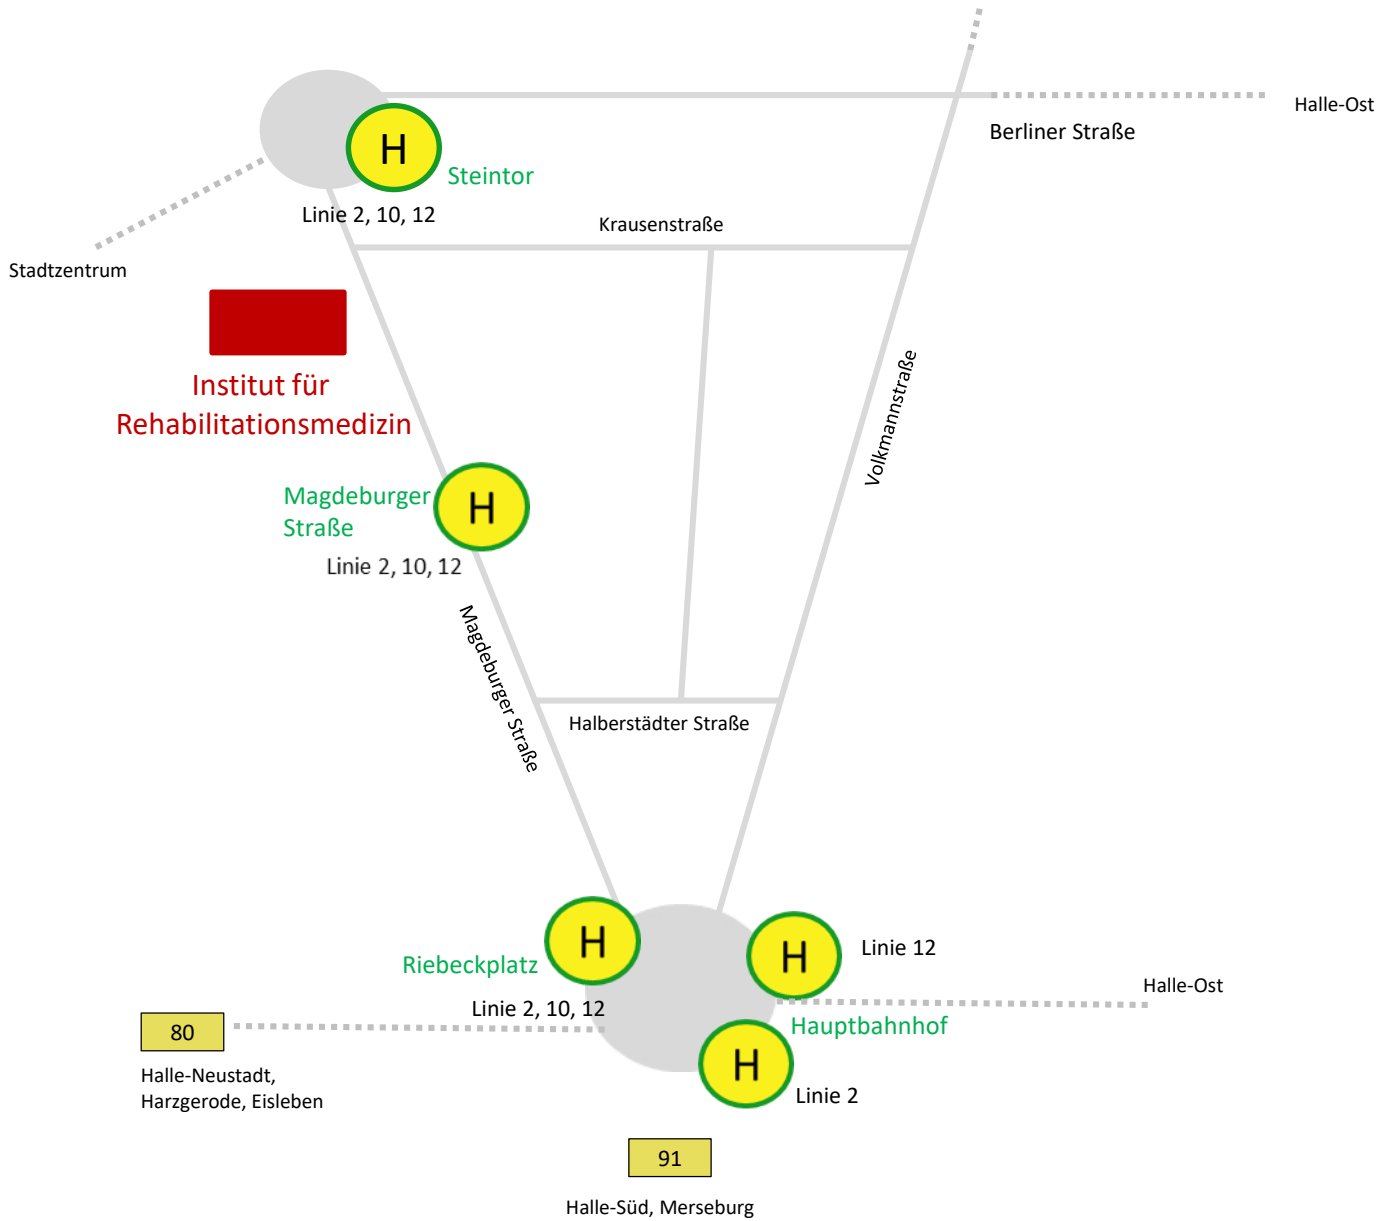 Halle-Ost
Berliner Straße
H
Steintor
Linie 2, 10, 12
Krausenstraße
Stadtzentrum
Institut für
Rehabilitationsmedizin
Volkmannstraße
Magdeburger
Straße
H
Linie 2, 10, 12
Magdeburger Straße
Halberstädter Straße
H
Riebeckplatz
Linie 2, 10, 12
H
Linie 12
Halle-Ost
Hauptbahnhof
80
Halle-Neustadt,
Harzgerode, Eisleben
H
Linie 2
91
Halle-Süd, Merseburg